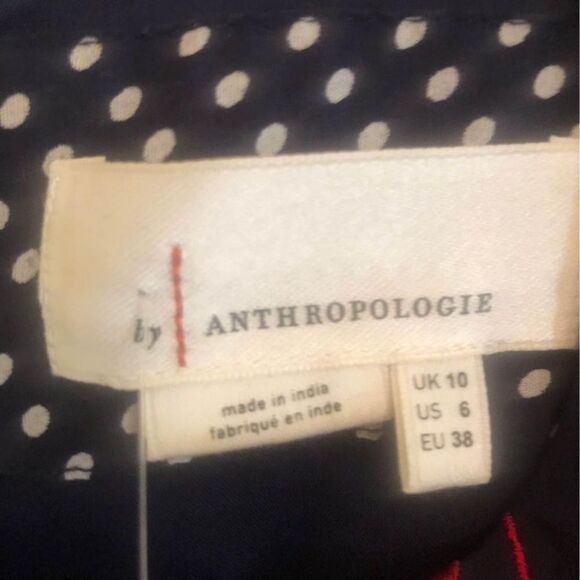 by ANTHROPOLOGIE
made in india
fabriqué en inde
UK 10
US 6
EU 38